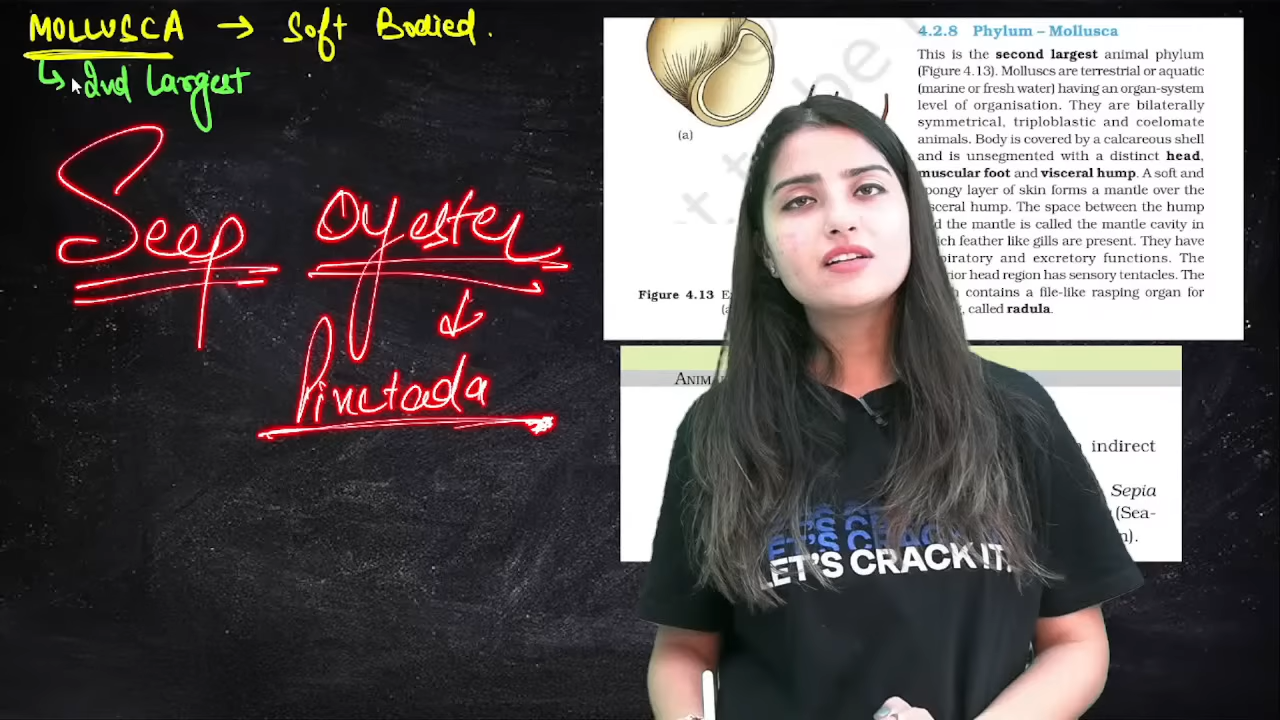 MOLLUSCA → Soft Bodied.
↳ 2nd Largest
Seep Oyester
↓
Pinctada
(a)
Figure 4.13
4.2.8 Phylum – Mollusca
This is the second largest animal phylum
(Figure 4.13). Molluscs are terrestrial or aquatic
(marine or fresh water) having an organ-system
level of organisation. They are bilaterally
symmetrical, triploblastic and coelomate
animals. Body is covered by a calcareous shell
and is unsegmented with a distinct head,
muscular foot and visceral hump. A soft and
spongy layer of skin forms a mantle over the
visceral hump. The space between the hump
and the mantle is called the mantle cavity in
which feather like gills are present. They have
respiratory and excretory functions. The
head region has sensory tentacles. The
contains a file-like rasping organ for
called radula.
indirect
Sepia
(Sea-
LET'S CRACK IT.